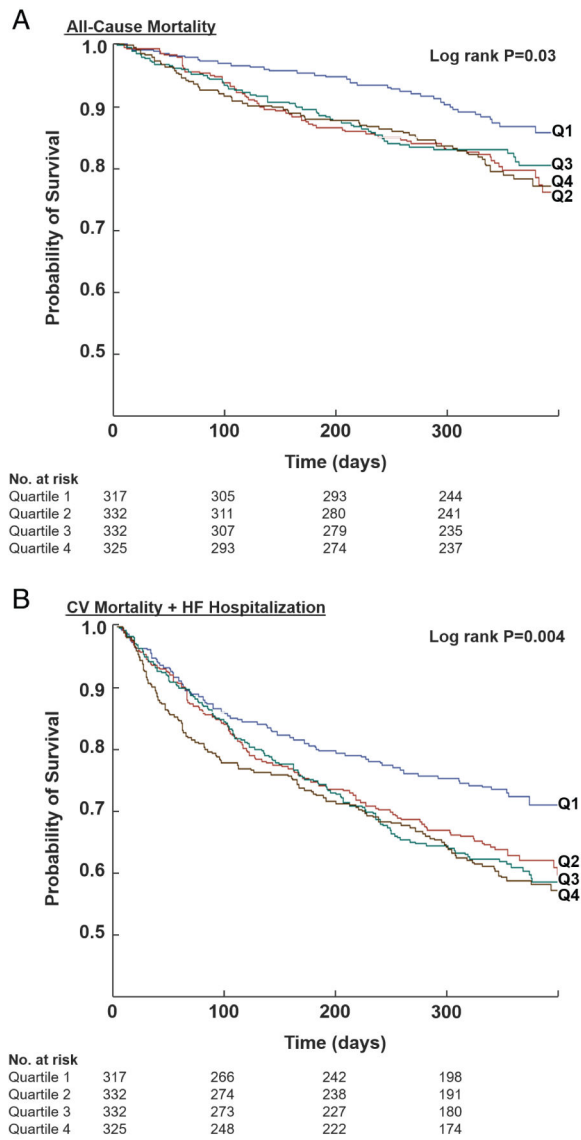 A
All-Cause Mortality
Log rank P=0.03
1.0
0.9
0.8
0.7
0.6
0.5
Probability of Survival
Q1
Q3
Q4
Q2
0 100 200 300
Time (days)
No. at risk
Quartile 1 317 305 293 244
Quartile 2 332 311 280 241
Quartile 3 332 307 279 235
Quartile 4 325 293 274 237
B
CV Mortality + HF Hospitalization
Log rank P=0.004
1.0
0.9
0.8
0.7
0.6
0.5
Probability of Survival
Q1
Q2
Q3
Q4
0 100 200 300
Time (days)
No. at risk
Quartile 1 317 266 242 198
Quartile 2 332 274 238 191
Quartile 3 332 273 227 180
Quartile 4 325 248 222 174